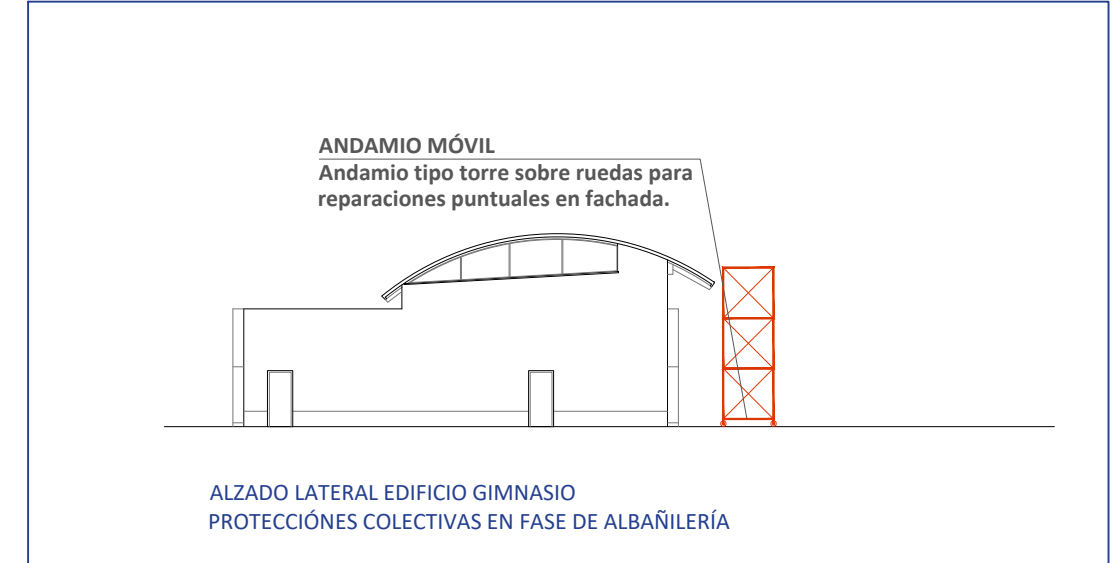 ANDAMIO MÓVIL
Andamio tipo torre sobre ruedas para
reparaciones puntuales en fachada.
ALZADO LATERAL EDIFICIO GIMNASIO
PROTECCIÓNES COLECTIVAS EN FASE DE ALBAÑILERÍA